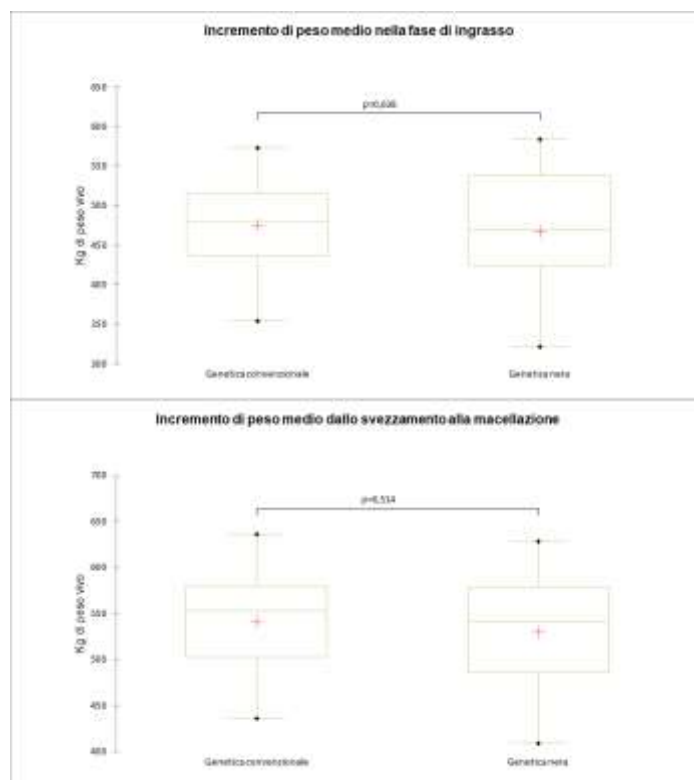 Incremento di peso medio nella fase di ingrasso
650
600
550
500
450
400
350
300
Kg di peso vivo
Genetica convenzionale
Genetica nera
Incremento di peso medio dallo svezzamento alla macellazione
p=0,514
700
650
600
550
500
450
400
Kg di peso vivo
Genetica convenzionale
Genetica nera